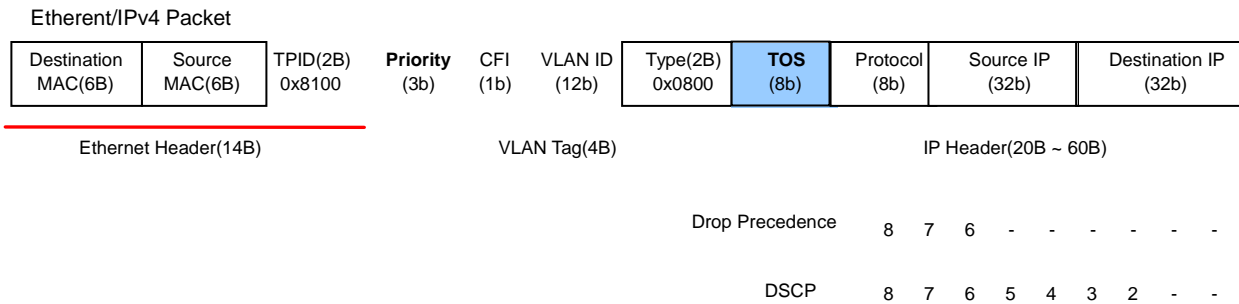 Etherent/IPv4 Packet
Destination Source TPID(2B) Priority CFI VLAN ID Type(2B) TOS Protocol Source IP Destination IP
MAC(6B) MAC(6B) 0x8100 (3b) (1b) (12b) 0x0800 (8b) (8b) (32b) (32b)
Ethernet Header(14B) VLAN Tag(4B) IP Header(20B ~ 60B)
Drop Precedence 8 7 6 - - - - - -
DSCP 8 7 6 5 4 3 2 - -